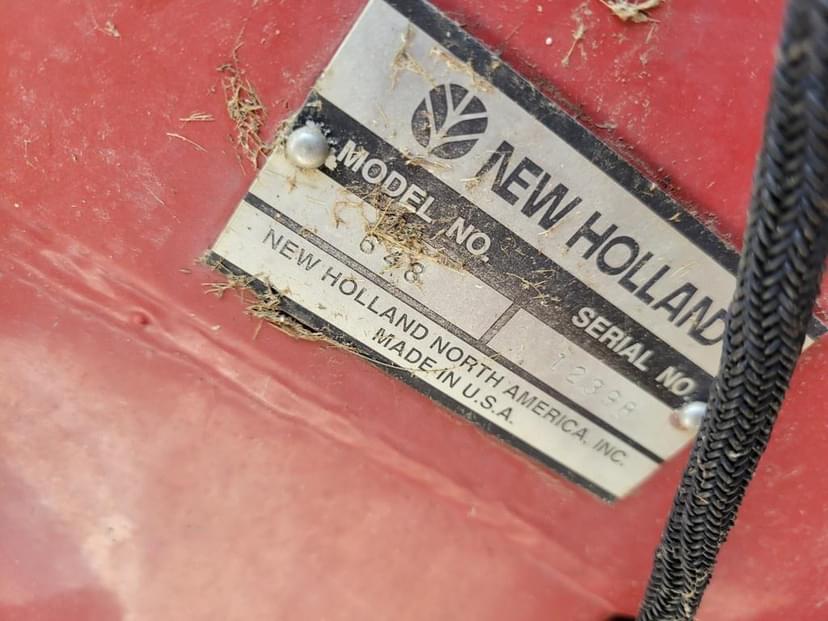 NEW HOLLAND
MODEL NO.
648
SERIAL NO.
NEW HOLLAND NORTH AMERICA, INC.
MADE IN U.S.A.